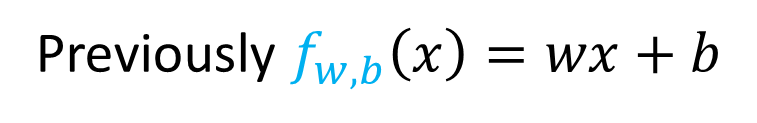 Previously f_{w,b}(x) = wx + b